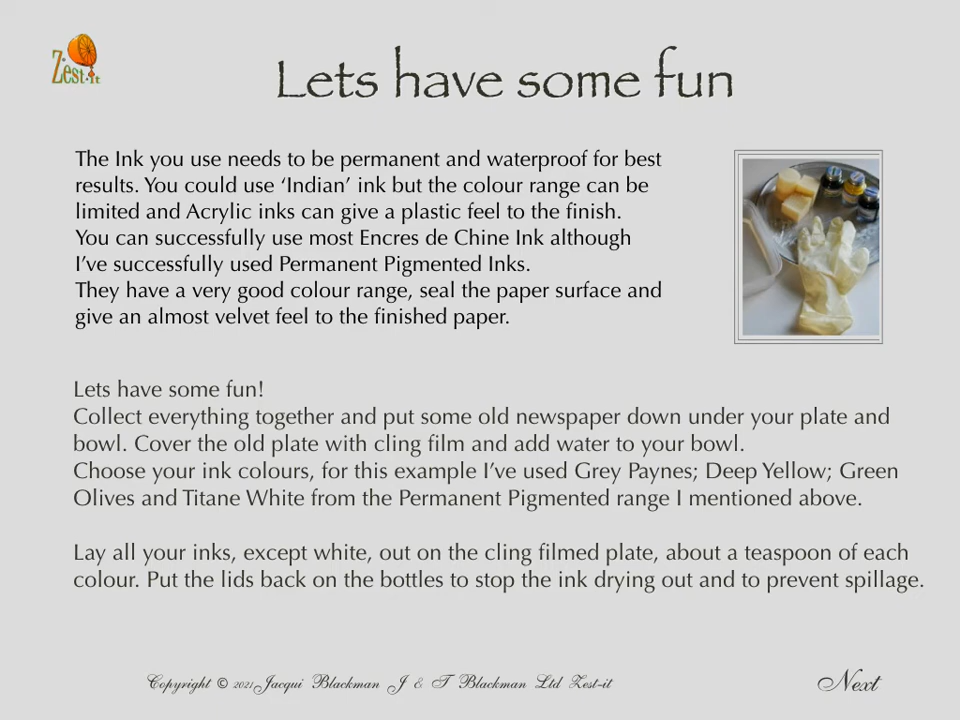 Zest-it
Lets have some fun
The Ink you use needs to be permanent and waterproof for best
results. You could use ‘Indian’ ink but the colour range can be
limited and Acrylic inks can give a plastic feel to the finish.
You can successfully use most Encres de Chine Ink although
I’ve successfully used Permanent Pigmented Inks.
They have a very good colour range, seal the paper surface and
give an almost velvet feel to the finished paper.
Lets have some fun!
Collect everything together and put some old newspaper down under your plate and
bowl. Cover the old plate with cling film and add water to your bowl.
Choose your ink colours, for this example I’ve used Grey Paynes; Deep Yellow; Green
Olives and Titane White from the Permanent Pigmented range I mentioned above.
Lay all your inks, except white, out on the cling filmed plate, about a teaspoon of each
colour. Put the lids back on the bottles to stop the ink drying out and to prevent spillage.
Copyright © 2021 Jacqui Blackman J & T Blackman Ltd Zest-it
Next